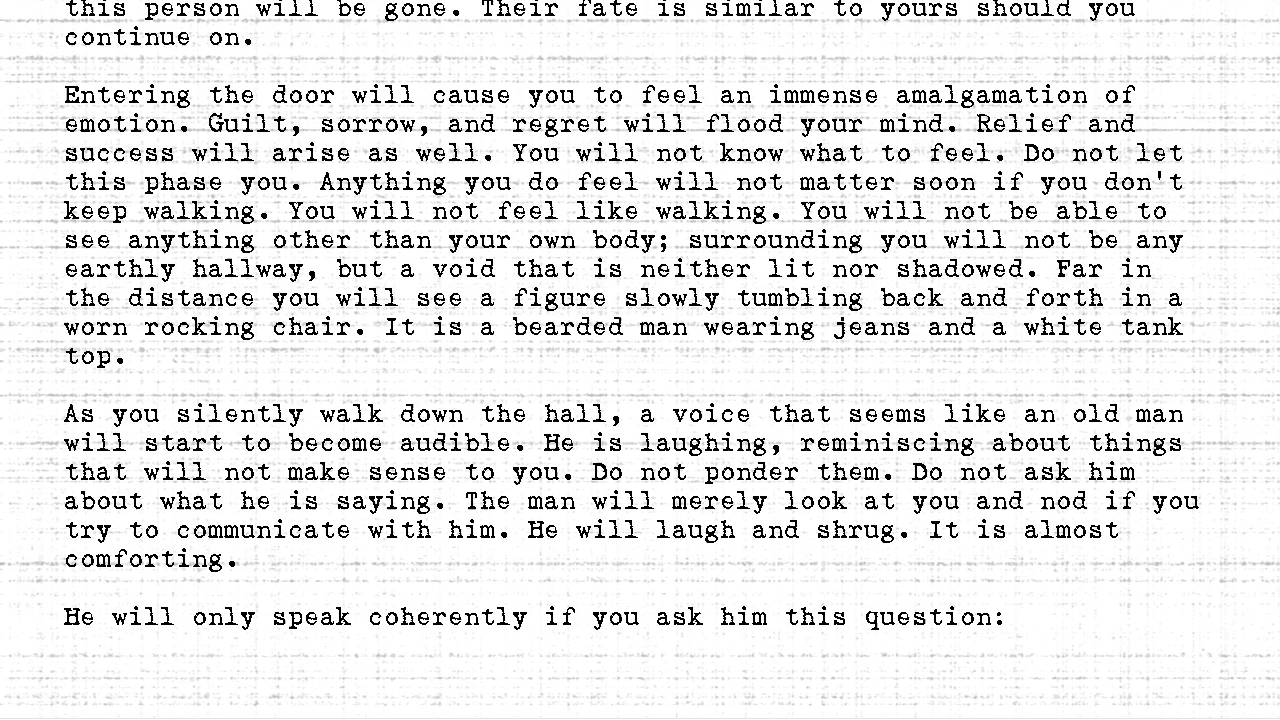 this person will be gone. Their fate is similar to yours should you
continue on.
Entering the door will cause you to feel an immense amalgamation of
emotion. Guilt, sorrow, and regret will flood your mind. Relief and
success will arise as well. You will not know what to feel. Do not let
this phase you. Anything you do feel will not matter soon if you don't
keep walking. You will not feel like walking. You will not be able to
see anything other than your own body; surrounding you will not be any
earthly hallway, but a void that is neither lit nor shadowed. Far in
the distance you will see a figure slowly tumbling back and forth in a
worn rocking chair. It is a bearded man wearing jeans and a white tank
top.
As you silently walk down the hall, a voice that seems like an old man
will start to become audible. He is laughing, reminiscing about things
that will not make sense to you. Do not ponder them. Do not ask him
about what he is saying. The man will merely look at you and nod if you
try to communicate with him. He will laugh and shrug. It is almost
comforting.
He will only speak coherently if you ask him this question: